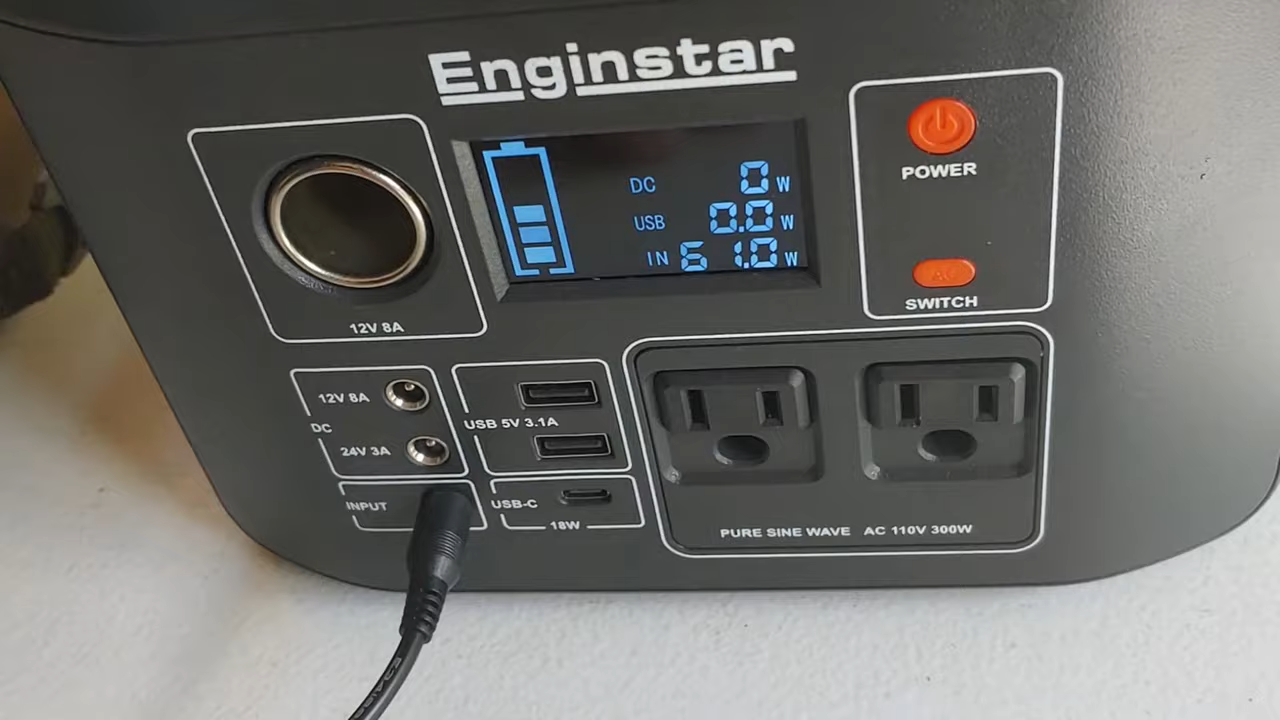 Enginstar
POWER
AC
SWITCH
DC 0 W
USB 0.0 W
IN 61.0 W
12V 8A
12V 8A
DC
24V 3A
USB 5V 3.1A
INPUT
USB-C
18W
PURE SINE WAVE AC 110V 300W